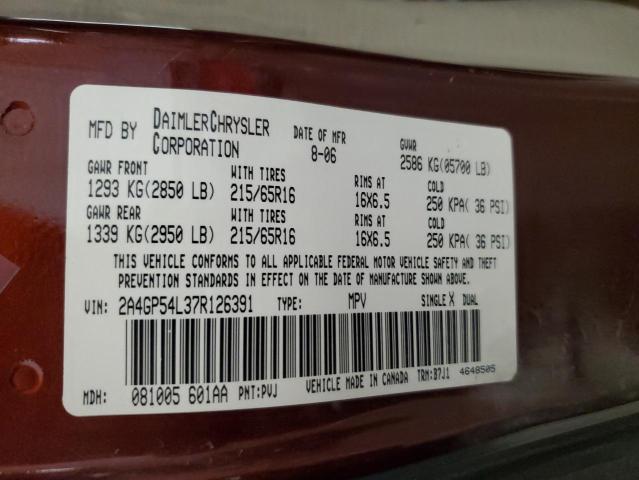 MFD BY DAIMLERCHRYSLER CORPORATION DATE OF MFR 8-06 GVWR 2586 KG(05700 LB)
GAWR FRONT WITH TIRES RIMS AT COLD
1293 KG(2850 LB) 215/65R16 16X6.5 250 KPA( 36 PSI)
GAWR REAR WITH TIRES RIMS AT COLD
1339 KG(2950 LB) 215/65R16 16X6.5 250 KPA( 36 PSI)
THIS VEHICLE CONFORMS TO ALL APPLICABLE FEDERAL MOTOR VEHICLE SAFETY AND THEFT
PREVENTION STANDARDS IN EFFECT ON THE DATE OF MANUFACTURE SHOWN ABOVE.
VIN: 2A4GP54L37R126391 TYPE: MPV SINGLE X DUAL
MDH: 081005 601AA PNT:PVJ VEHICLE MADE IN CANADA TRM:B7J1 4648505